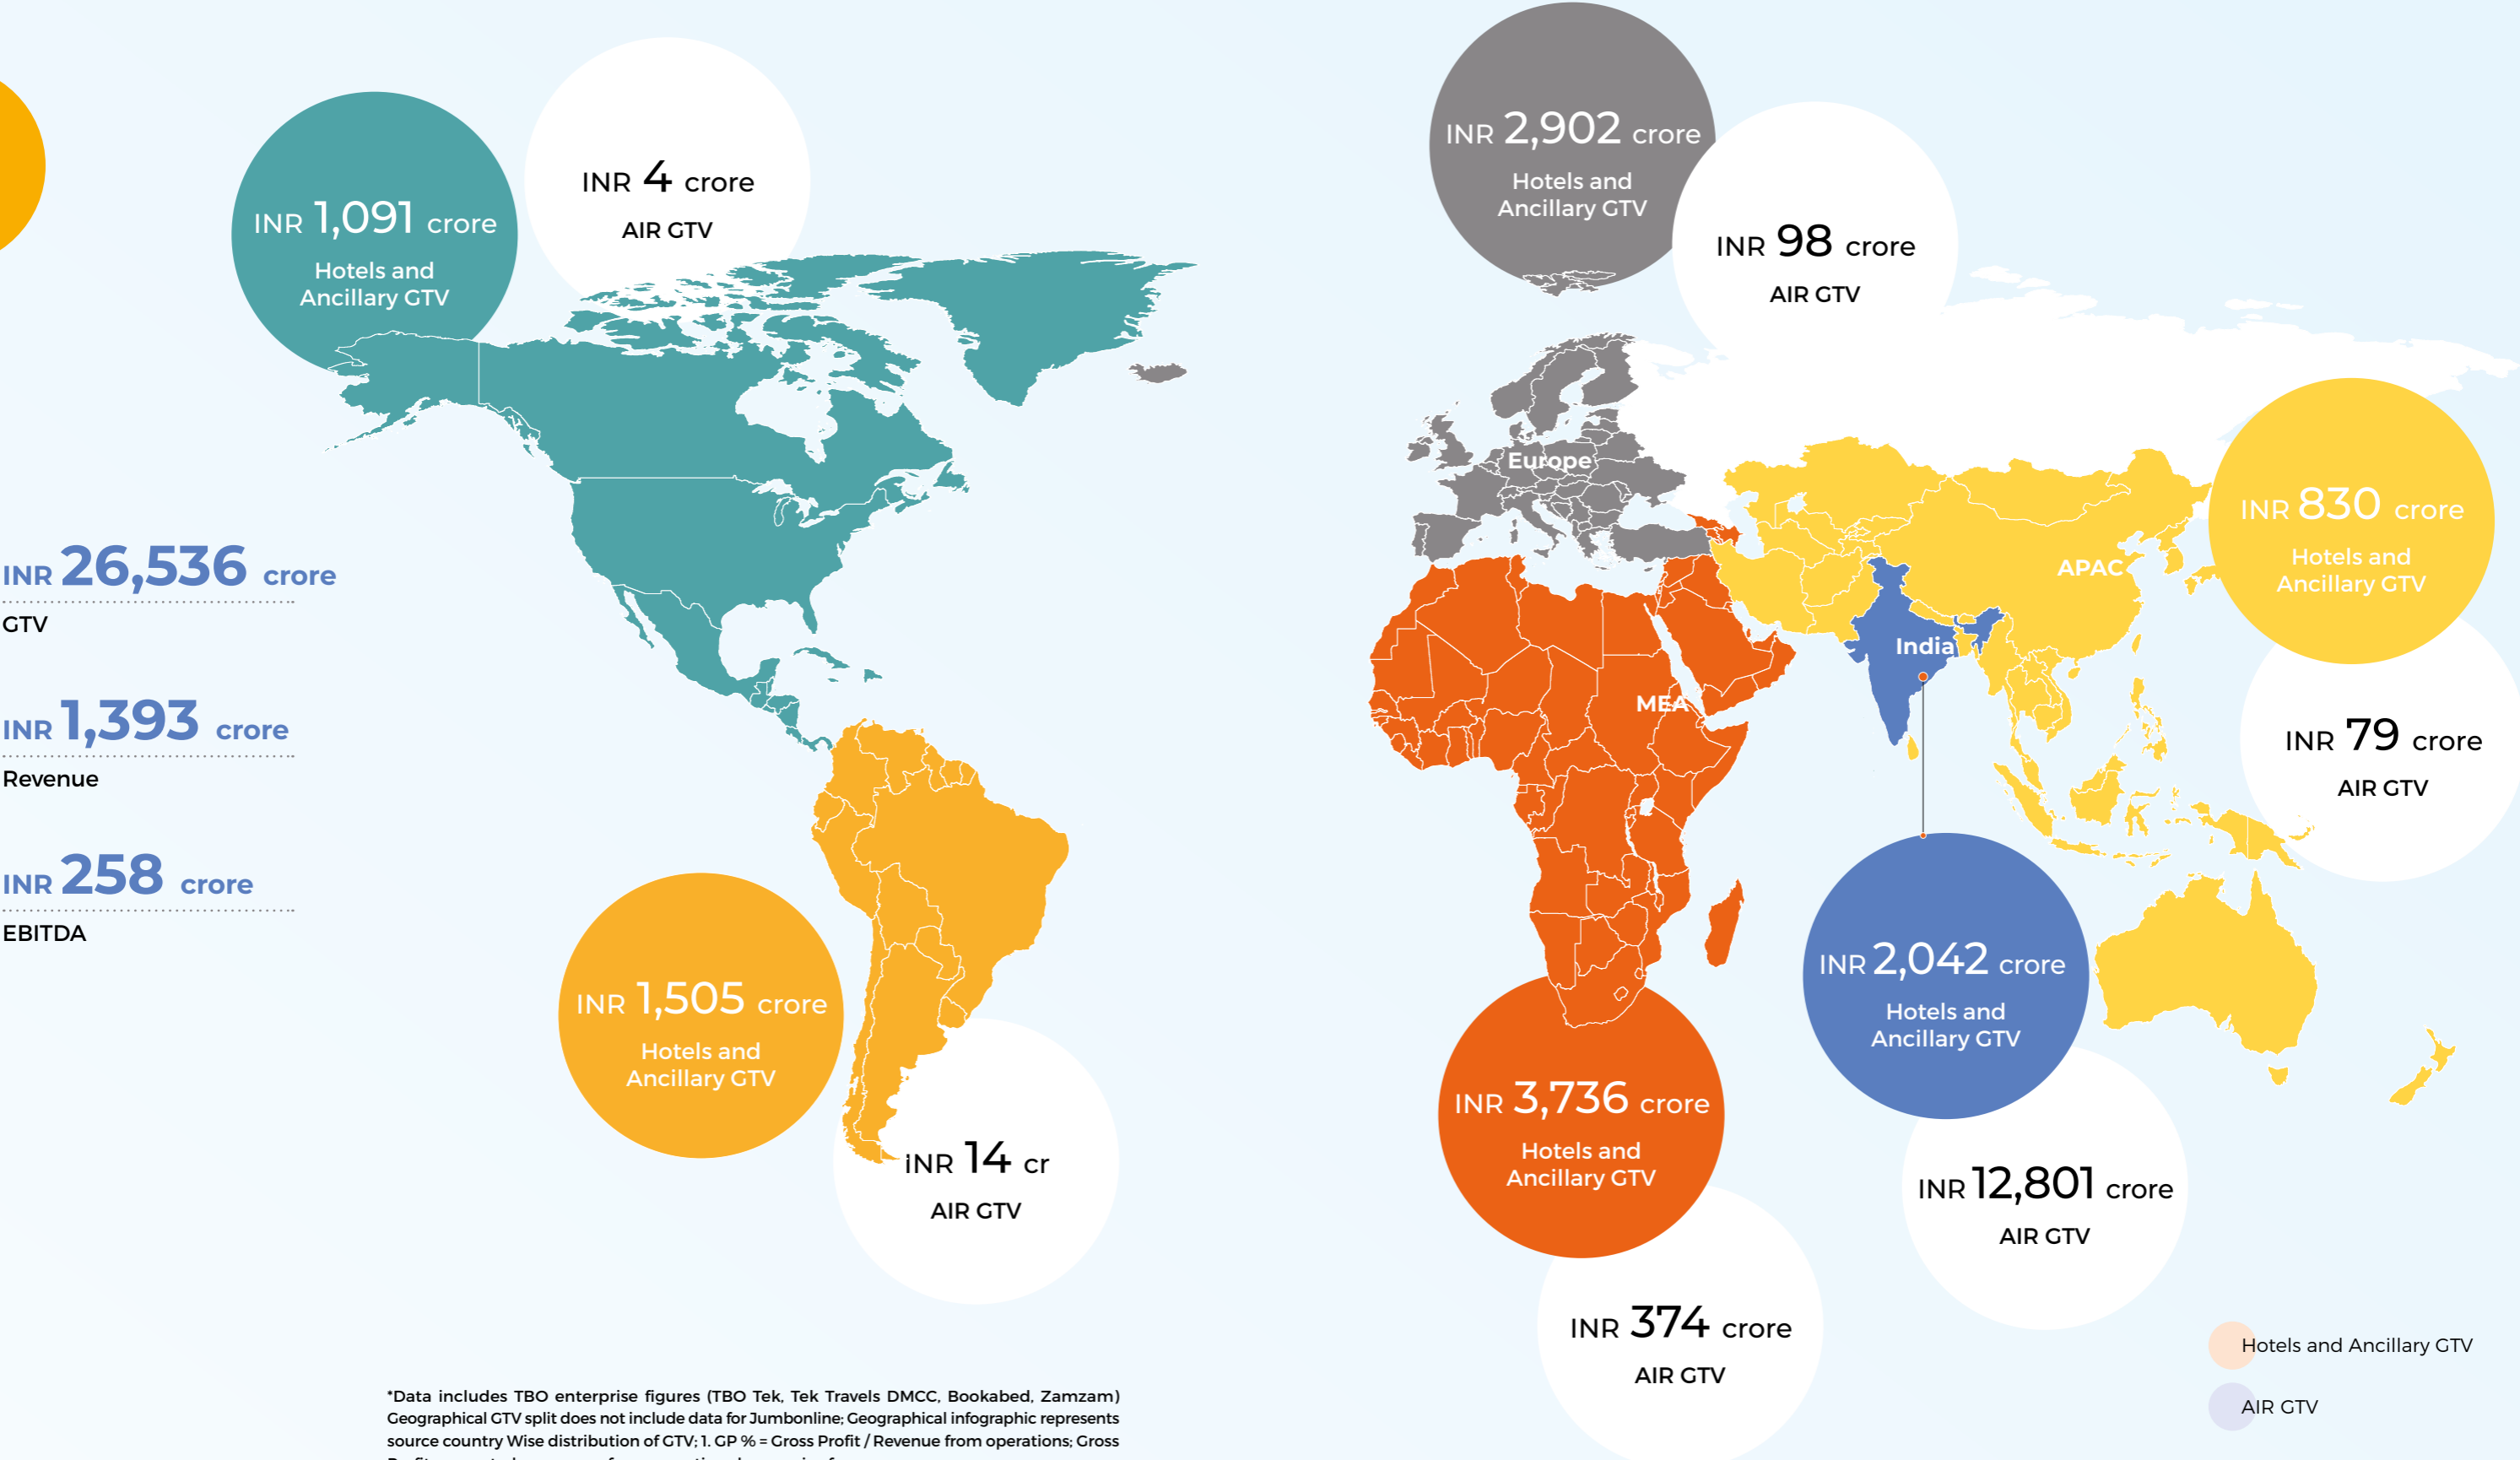 INR 26,536 crore
GTV
INR 1,393 crore
Revenue
INR 258 crore
EBITDA
INR 1,091 crore
Hotels and
Ancillary GTV
INR 4 crore
AIR GTV
INR 2,902 crore
Hotels and
Ancillary GTV
INR 98 crore
AIR GTV
Europe
APAC
India
MEA
INR 830 crore
Hotels and
Ancillary GTV
INR 79 crore
AIR GTV
INR 1,505 crore
Hotels and
Ancillary GTV
INR 14 cr
AIR GTV
INR 3,736 crore
Hotels and
Ancillary GTV
INR 374 crore
AIR GTV
INR 2,042 crore
Hotels and
Ancillary GTV
INR 12,801 crore
AIR GTV
Hotels and Ancillary GTV
AIR GTV
*Data includes TBO enterprise figures (TBO Tek, Tek Travels DMCC, Bookabed, Zamzam)
Geographical GTV split does not include data for Jumbonline; Geographical infographic represents
source country Wise distribution of GTV; 1. GP % = Gross Profit / Revenue from operations; Gross